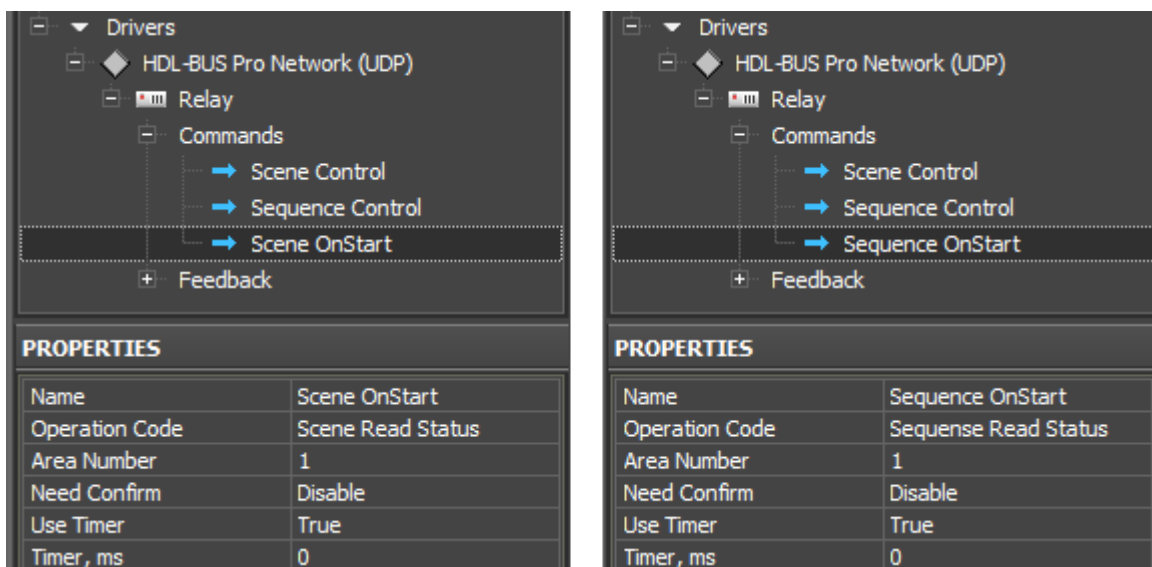 Drivers
HDL-BUS Pro Network (UDP)
Relay
Commands
Scene Control
Sequence Control
Scene OnStart
Feedback
PROPERTIES
Name Scene OnStart
Operation Code Scene Read Status
Area Number 1
Need Confirm Disable
Use Timer True
Timer, ms 0
Drivers
HDL-BUS Pro Network (UDP)
Relay
Commands
Scene Control
Sequence Control
Sequence OnStart
Feedback
PROPERTIES
Name Sequence OnStart
Operation Code Sequense Read Status
Area Number 1
Need Confirm Disable
Use Timer True
Timer, ms 0